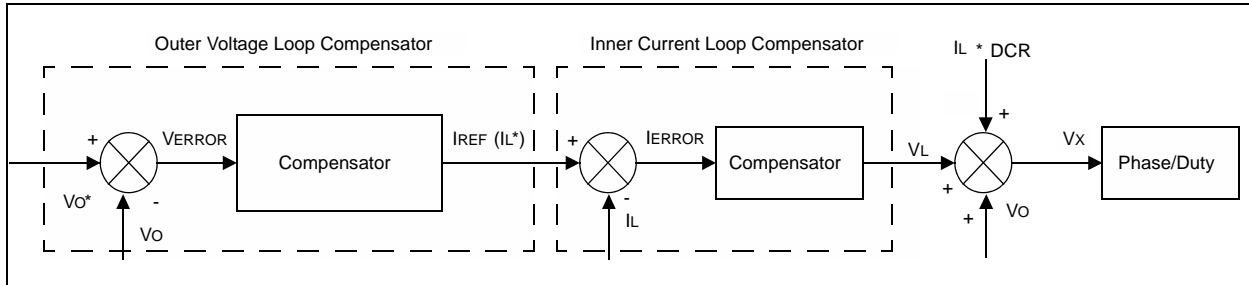 Outer Voltage Loop Compensator
Inner Current Loop Compensator
IL * DCR
+
VERROR
Compensator
IREF (IL*)
+
IERROR
Compensator
VL
+
VX
Phase/Duty
VO*
-
VO
-
IL
+
+
VO